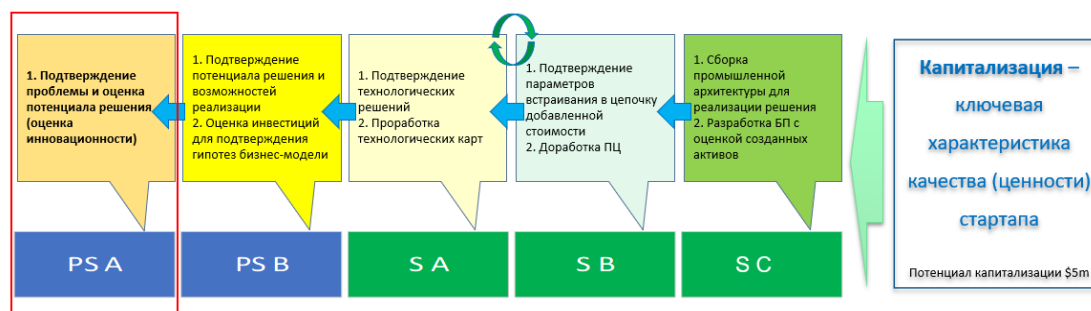 1. Подтверждение
проблемы и оценка
потенциала решения
(оценка
инновационности)
1. Подтверждение
потенциала решения и
возможностей
реализации
2. Оценка инвестиций
для подтверждения
гипотез бизнес-модели
1. Подтверждение
технологических
решений
2. Проработка
технологических карт
1. Подтверждение
параметров
встраивания в цепочку
добавленной
стоимости
2. Доработка ПЦ
1. Сборка
промышленной
архитектуры для
реализации решения
2. Разработка БП с
оценкой созданных
активов
Капитализация –
ключевая
характеристика
качества (ценности)
стартапа
Потенциал капитализации $5m
PS A
PS B
S A
S B
S C